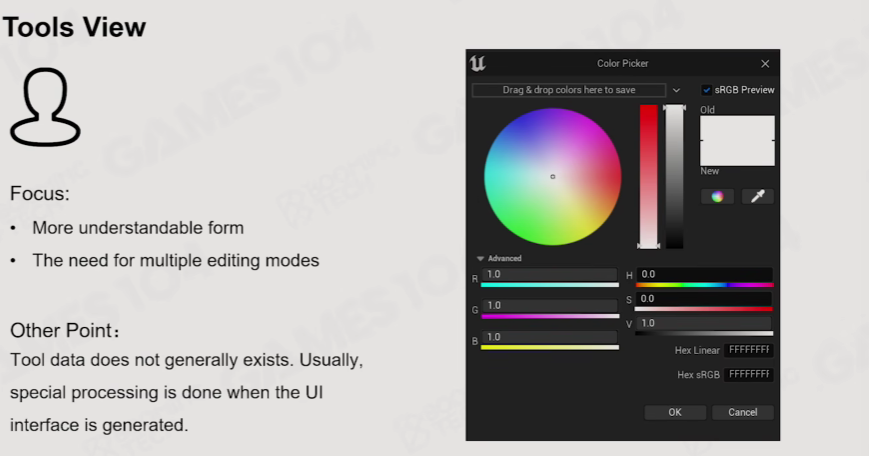 Tools View
Focus:
• More understandable form
• The need for multiple editing modes
Other Point：
Tool data does not generally exists. Usually,
special processing is done when the UI
interface is generated.
Color Picker
Drag & drop colors here to save
sRGB Preview
Old
New
Advanced
R 1.0
G 1.0
B 1.0
H 0.0
S 0.0
V 1.0
Hex Linear FFFFFFFF
Hex sRGB FFFFFFFF
OK Cancel
GAMES104